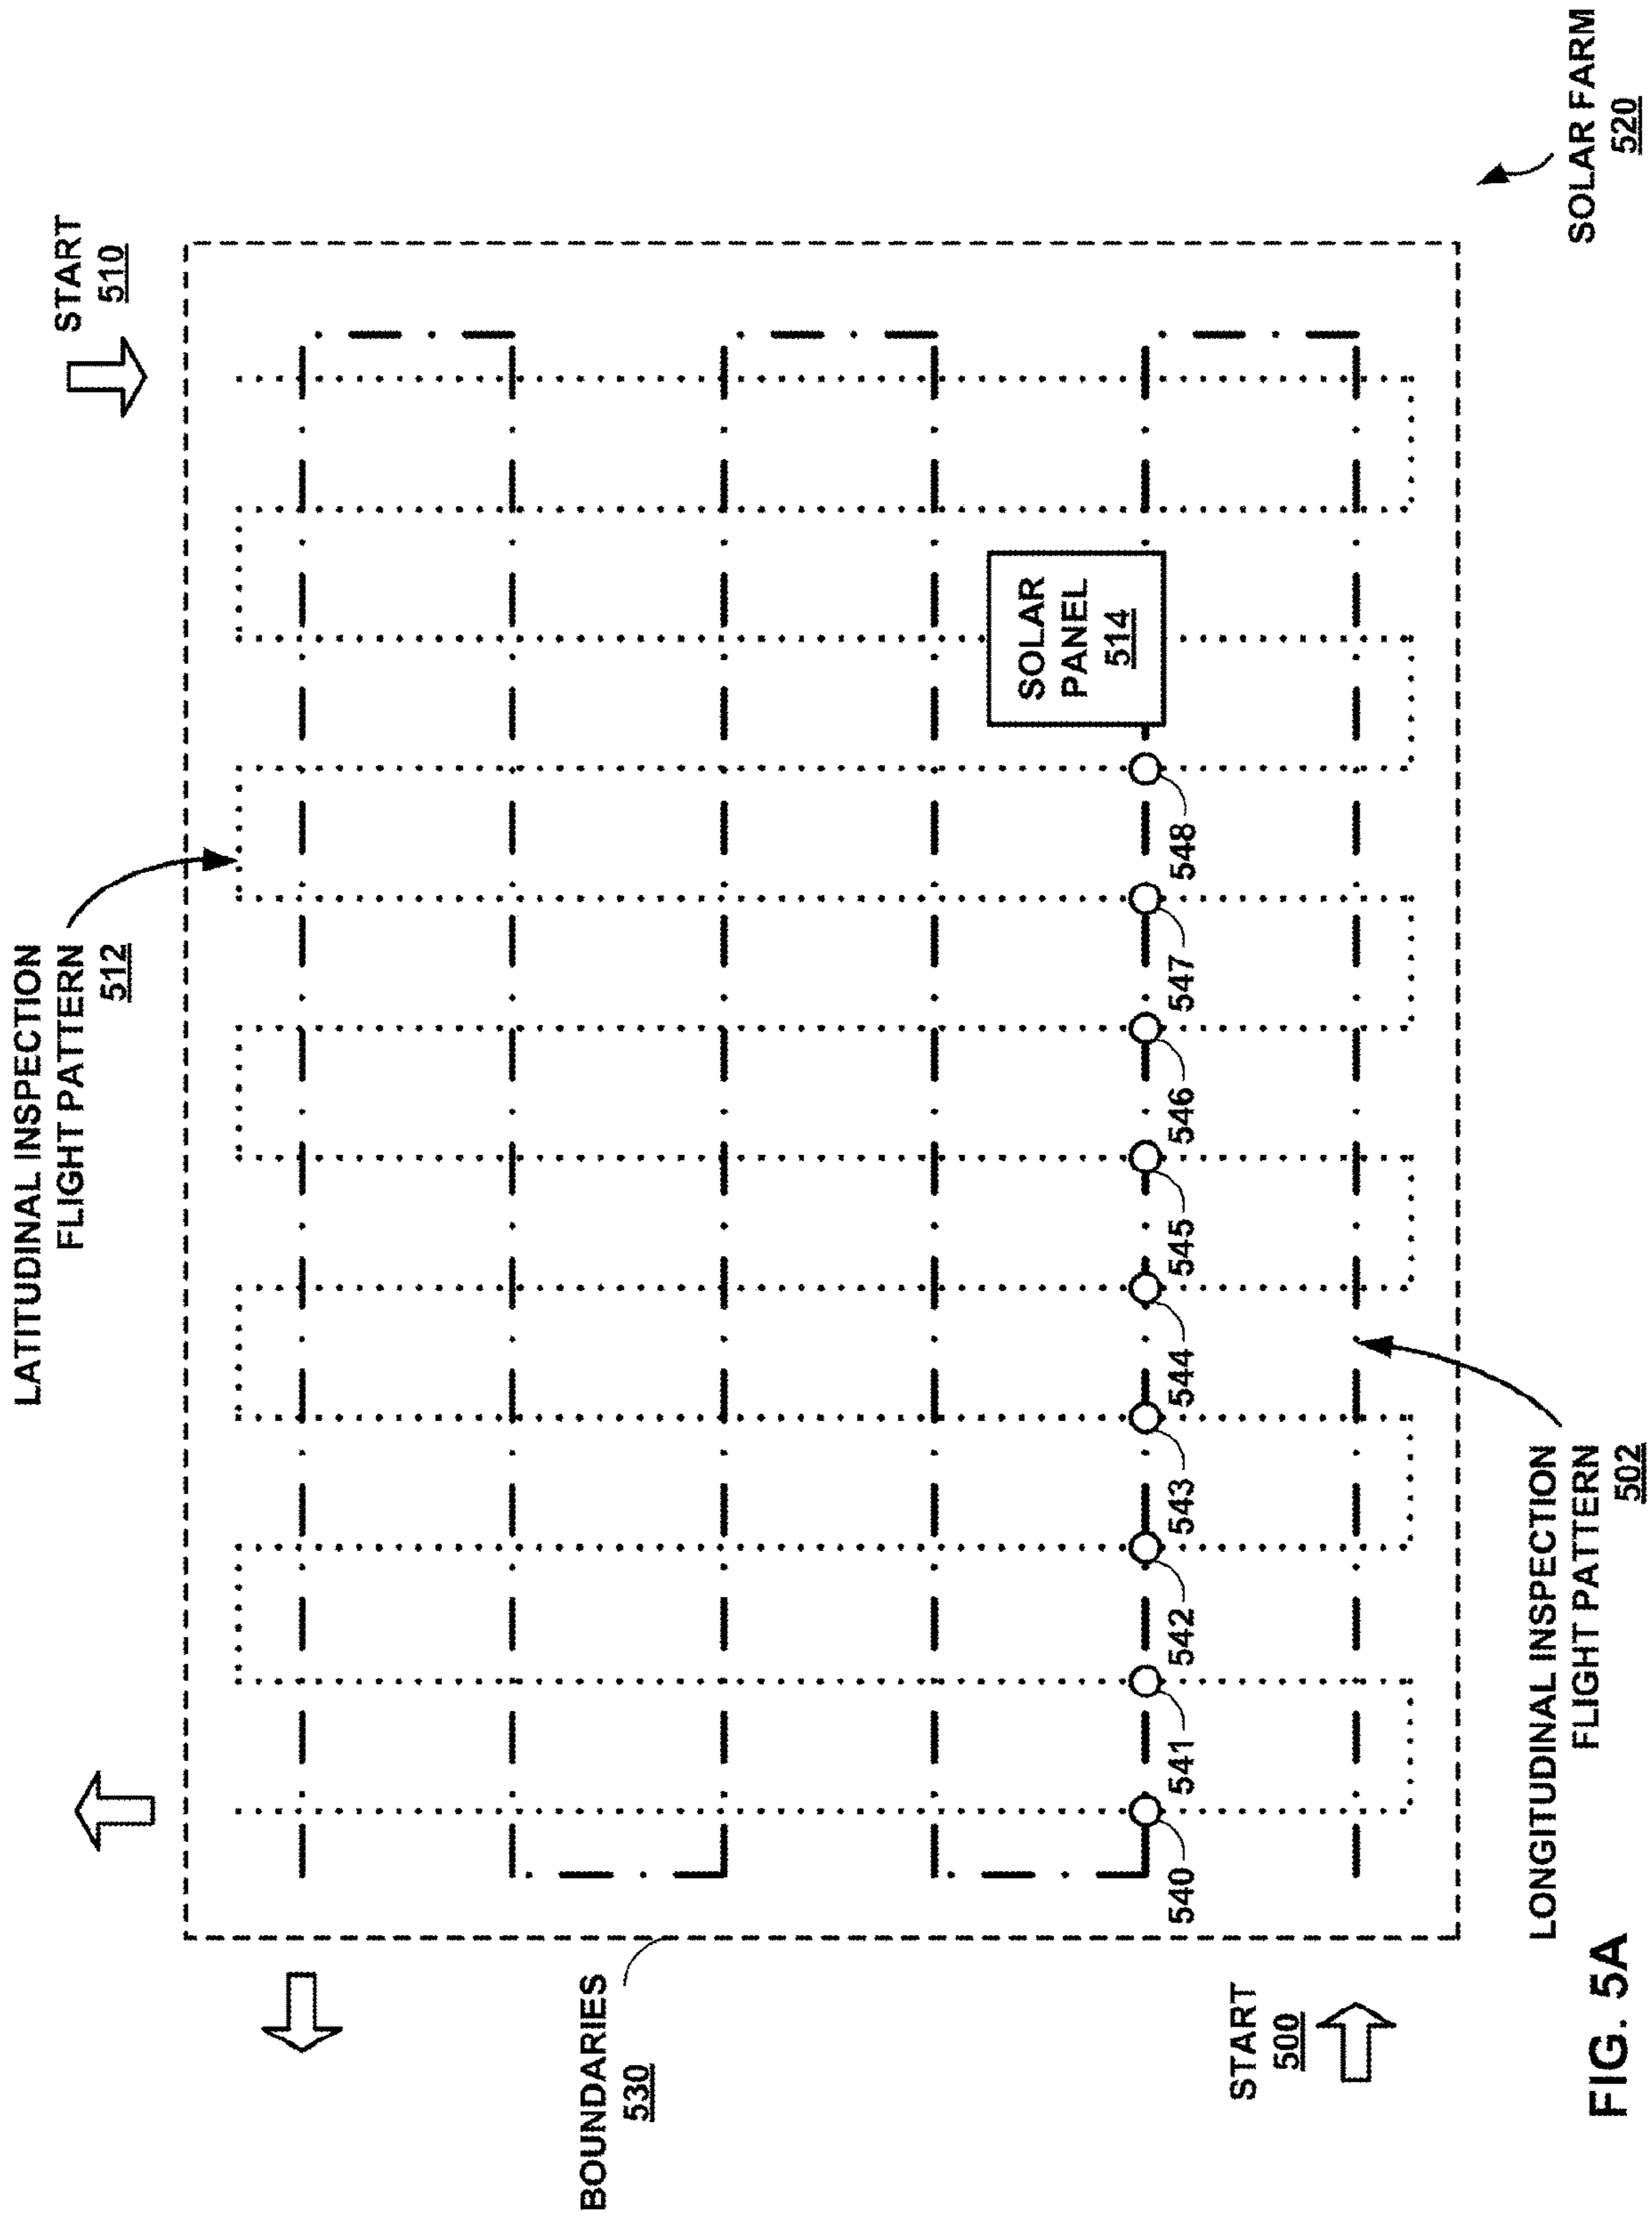 LATITUDINAL INSPECTION
FLIGHT PATTERN
512
START
510
BOUNDARIES
530
SOLAR
PANEL
514
540
541
542
543
544
545
546
547
548
START
500
LONGITUDINAL INSPECTION
FLIGHT PATTERN
502
SOLAR FARM
520
FIG. 5A